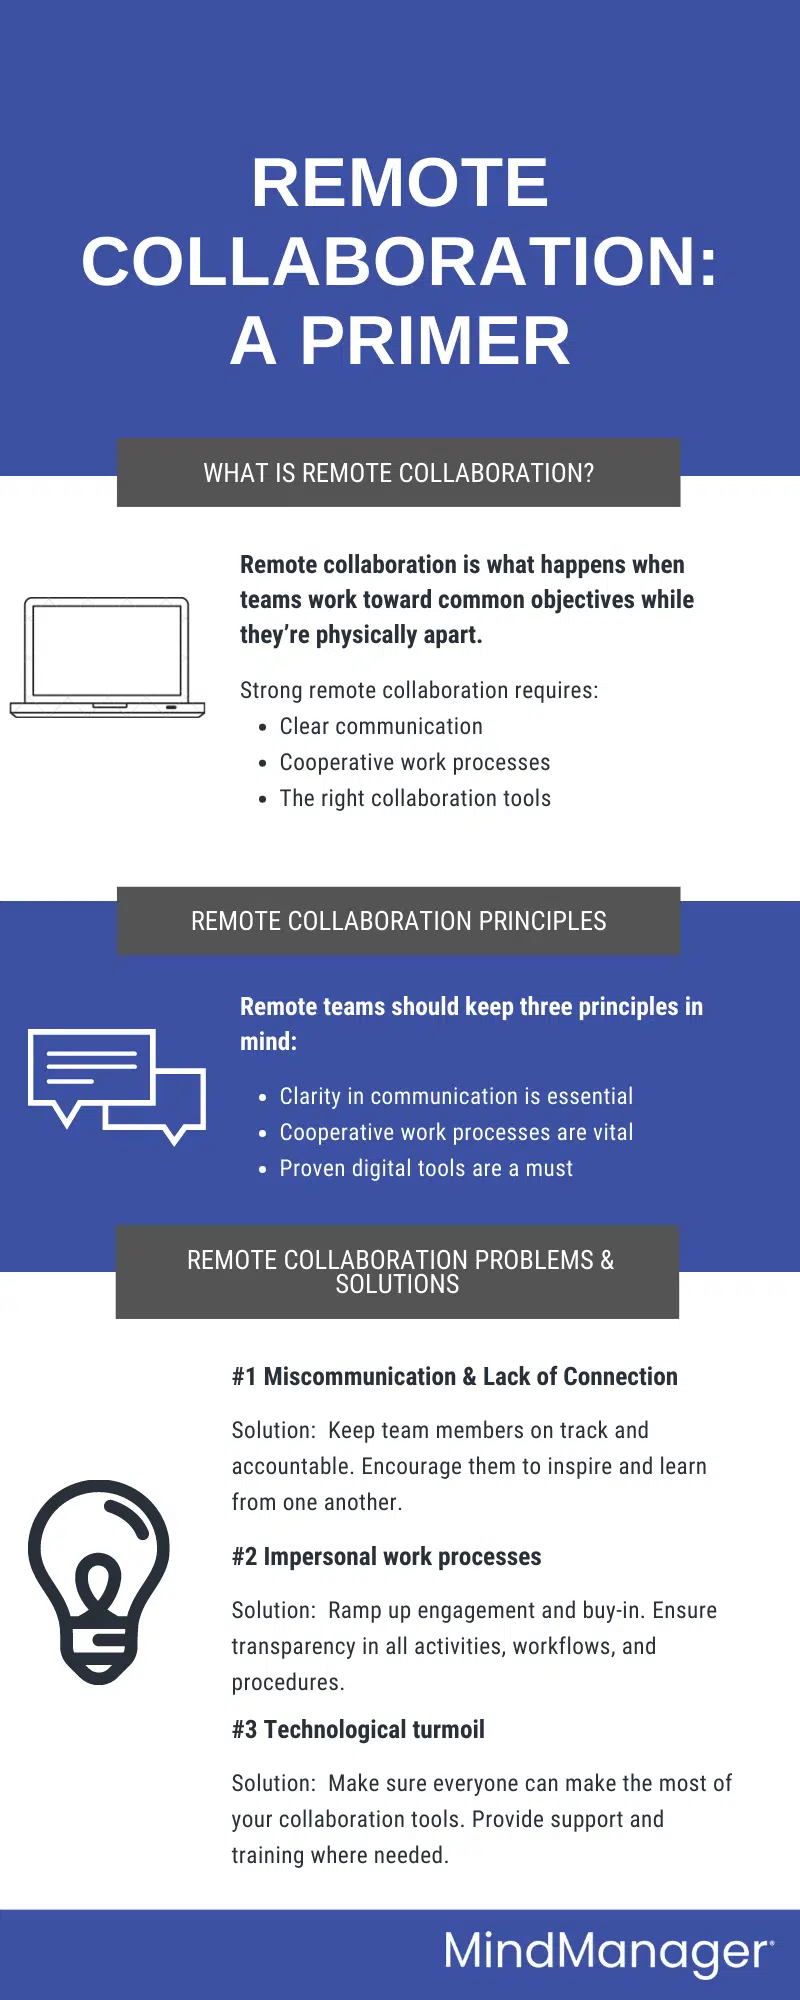 REMOTE
COLLABORATION:
A PRIMER
WHAT IS REMOTE COLLABORATION?
Remote collaboration is what happens when
teams work toward common objectives while
they’re physically apart.
Strong remote collaboration requires:
• Clear communication
• Cooperative work processes
• The right collaboration tools
REMOTE COLLABORATION PRINCIPLES
Remote teams should keep three principles in
mind:
• Clarity in communication is essential
• Cooperative work processes are vital
• Proven digital tools are a must
REMOTE COLLABORATION PROBLEMS &
SOLUTIONS
#1 Miscommunication & Lack of Connection
Solution:  Keep team members on track and
accountable. Encourage them to inspire and learn
from one another.
#2 Impersonal work processes
Solution:  Ramp up engagement and buy-in. Ensure
transparency in all activities, workflows, and
procedures.
#3 Technological turmoil
Solution:  Make sure everyone can make the most of
your collaboration tools. Provide support and
training where needed.
MindManager®